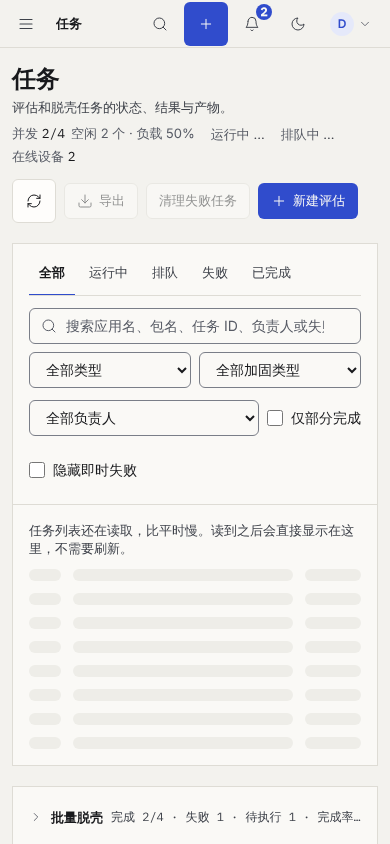 任务
2
D
任务
评估和脱壳任务的状态、结果与产物。
并发 2/4 空闲 2 个 · 负载 50% 运行中 ... 排队中 ...
在线设备 2
导出 清理失败任务 新建评估
全部 运行中 排队 失败 已完成
搜索应用名、包名、任务 ID、负责人或失
全部类型 全部加固类型
全部负责人 仅部分完成
隐藏即时失败
任务列表还在读取，比平时慢。读到之后会直接显示在这
里，不需要刷新。
批量脱壳 完成 2/4 · 失败 1 · 待执行 1 · 完成率…